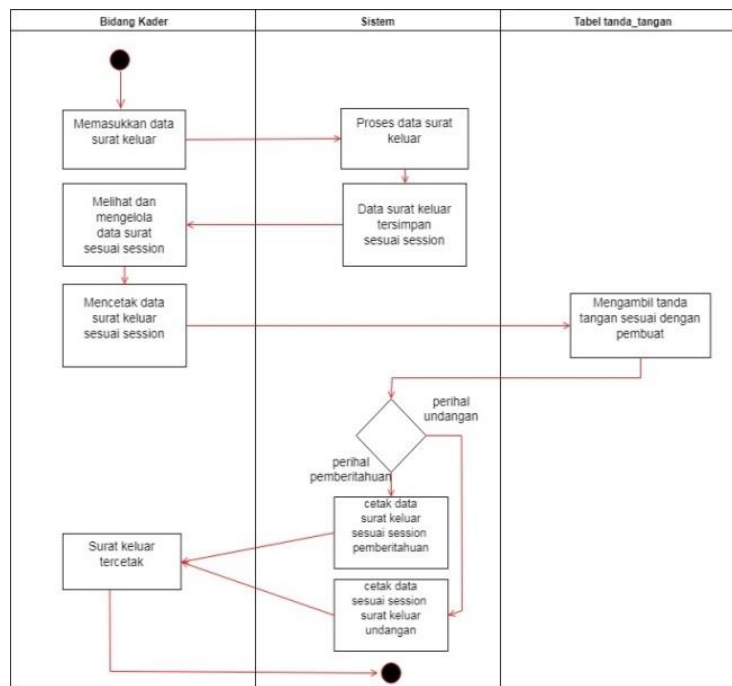 Bidang Kader
Sistem
Tabel tanda_tangan
Memasukkan data
surat keluar
Proses data surat
keluar
Melihat dan
mengelola
data surat
sesuai session
Data surat keluar
tersimpan
sesuai session
Mencetak data
surat keluar
sesuai session
Mengambil tanda
tangan sesuai dengan
pembuat
perihal
undangan
perihal
pemberitahuan
cetak data
surat keluar
sesuai session
pemberitahuan
Surat keluar
tercetak
cetak data
sesuai session
surat keluar
undangan